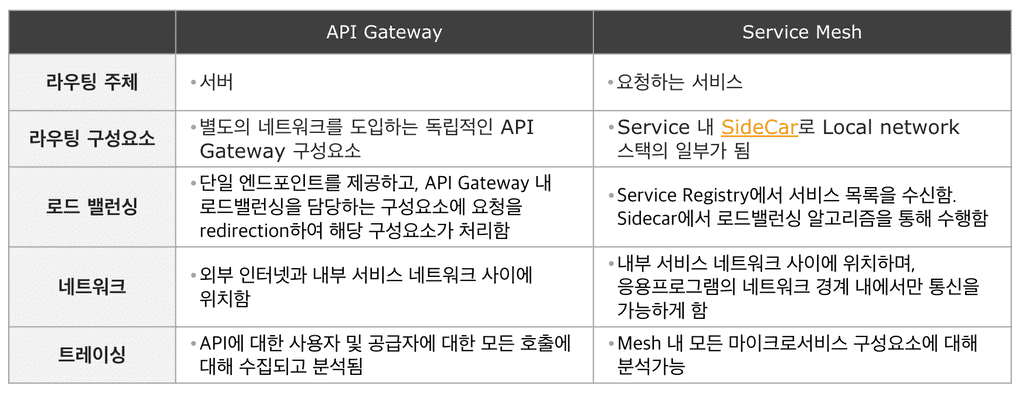 API Gateway
Service Mesh
라우팅 주체
•서버
•요청하는 서비스
라우팅 구성요소
•별도의 네트워크를 도입하는 독립적인 API
Gateway 구성요소
•Service 내 SideCar로 Local network
스택의 일부가 됨
로드 밸런싱
•단일 엔드포인트를 제공하고, API Gateway 내
로드밸런싱을 담당하는 구성요소에 요청을
redirection하여 해당 구성요소가 처리함
•Service Registry에서 서비스 목록을 수신함.
Sidecar에서 로드밸런싱 알고리즘을 통해 수행함
네트워크
•외부 인터넷과 내부 서비스 네트워크 사이에
위치함
•내부 서비스 네트워크 사이에 위치하며,
응용프로그램의 네트워크 경계 내에서만 통신을
가능하게 함
트레이싱
•API에 대한 사용자 및 공급자에 대한 모든 호출에
대해 수집되고 분석됨
•Mesh 내 모든 마이크로서비스 구성요소에 대해
분석가능